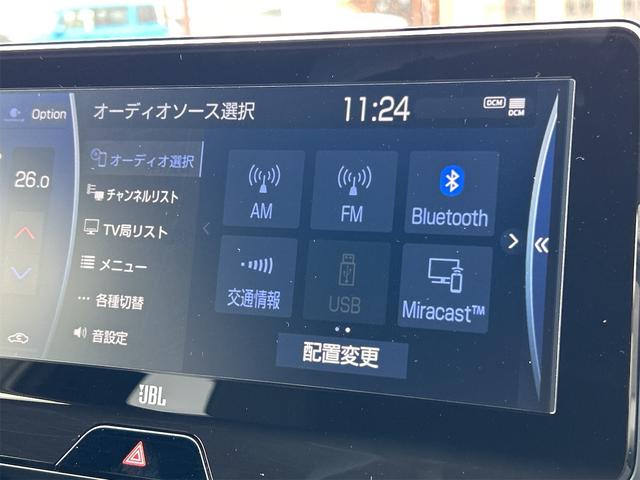 オーディオソース選択
11:24
DCM
DCM
Option
26.0
オーディオ選択
チャンネルリスト
TV局リスト
メニュー
各種切替
音設定
AM
FM
Bluetooth
交通情報
USB
Miracast™
配置変更
JBL